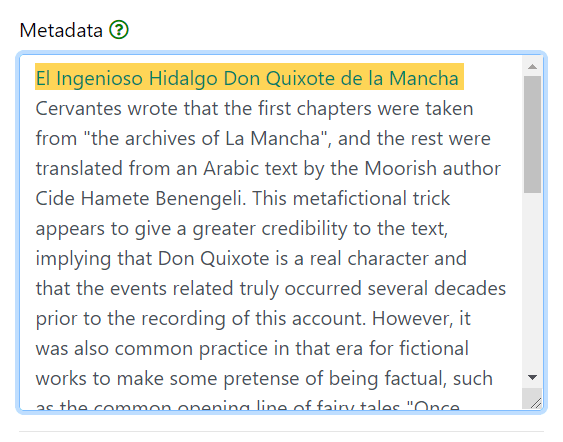 Metadata
El Ingenioso Hidalgo Don Quixote de la Mancha
Cervantes wrote that the first chapters were taken
from "the archives of La Mancha", and the rest were
translated from an Arabic text by the Moorish author
Cide Hamete Benengeli. This metafictional trick
appears to give a greater credibility to the text,
implying that Don Quixote is a real character and
that the events related truly occurred several decades
prior to the recording of this account. However, it
was also common practice in that era for fictional
works to make some pretense of being factual, such
as the common opening line of fairy tales "Once